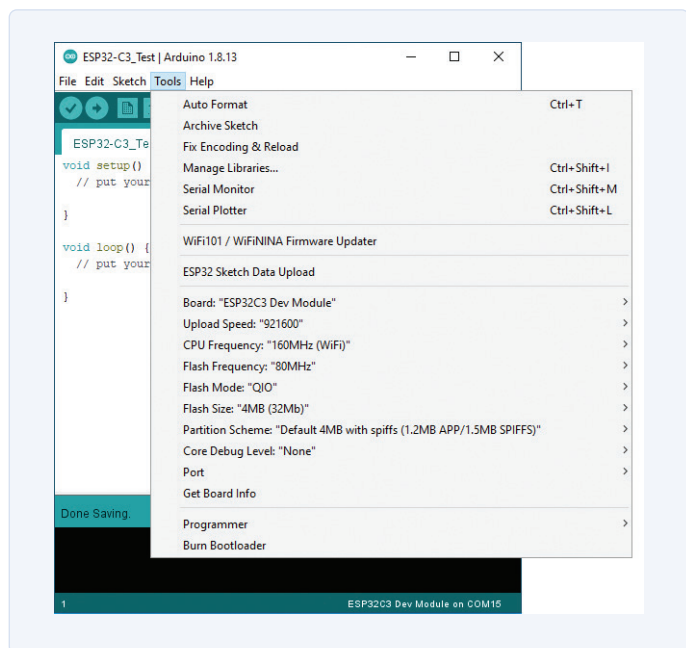 ESP32-C3_Test | Arduino 1.8.13
File Edit Sketch Tools Help
ESP32-C3_Te
void setup()
// put your
}
void loop() {
// put your
}
Auto Format Ctrl+T
Archive Sketch
Fix Encoding & Reload
Manage Libraries... Ctrl+Shift+I
Serial Monitor Ctrl+Shift+M
Serial Plotter Ctrl+Shift+L
WiFi101 / WiFiNINA Firmware Updater
ESP32 Sketch Data Upload
Board: "ESP32C3 Dev Module"
Upload Speed: "921600"
CPU Frequency: "160MHz (WiFi)"
Flash Frequency: "80MHz"
Flash Mode: "QIO"
Flash Size: "4MB (32Mb)"
Partition Scheme: "Default 4MB with spiffs (1.2MB APP/1.5MB SPIFFS)"
Core Debug Level: "None"
Port
Get Board Info
Programmer
Burn Bootloader
Done Saving.
1 ESP32C3 Dev Module on COM15